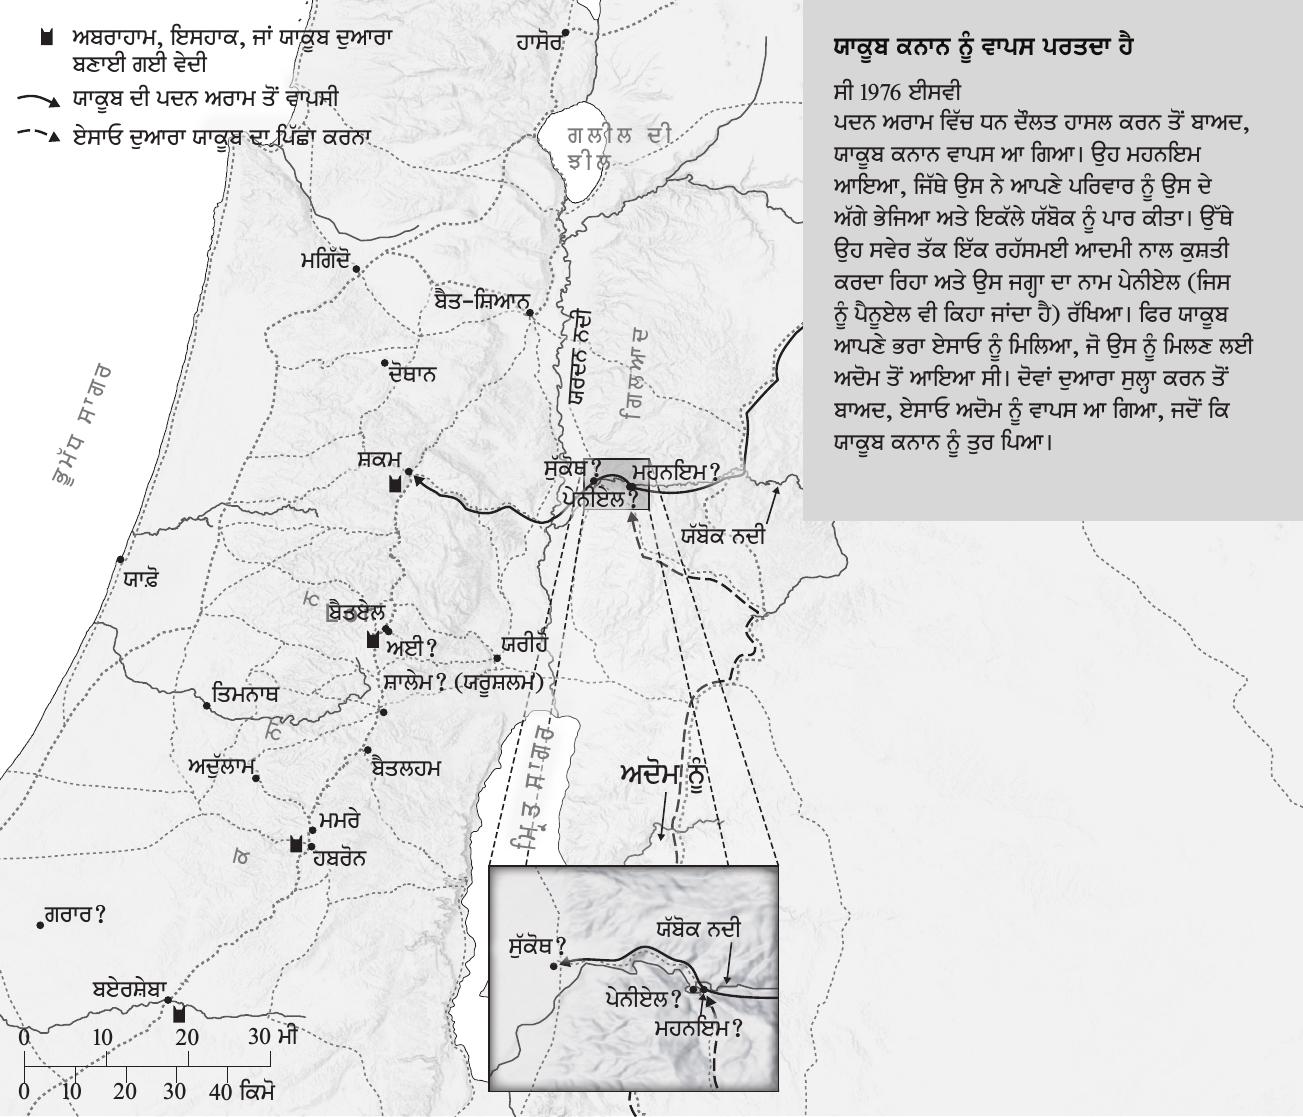 ਅਬਰਾਹਾਮ, ਇਸਹਾਕ, ਜਾਂ ਯਾਕੂਬ ਦੁਆਰਾ
ਬਣਾਈ ਗਈ ਵੇਦੀ
ਯਾਕੂਬ ਦੀ ਪਦਨ ਅਰਾਮ ਤੋਂ ਵਾਪਸੀ
ਏਸਾਓ ਦੁਆਰਾ ਯਾਕੂਬ ਦਾ ਪਿੱਛਾ ਕਰਨਾ
ਯਾਕੂਬ ਕਨਾਨ ਨੂੰ ਵਾਪਸ ਪਰਤਦਾ ਹੈ
ਸੀ 1976 ਈਸਵੀ
ਪਦਨ ਅਰਾਮ ਵਿੱਚ ਧਨ ਦੌਲਤ ਹਾਸਲ ਕਰਨ ਤੋਂ ਬਾਅਦ,
ਯਾਕੂਬ ਕਨਾਨ ਵਾਪਸ ਆ ਗਿਆ। ਉਹ ਮਹਨਇਮ
ਆਇਆ, ਜਿੱਥੇ ਉਸ ਨੇ ਆਪਣੇ ਪਰਿਵਾਰ ਨੂੰ ਉਸ ਦੇ
ਅੱਗੇ ਭੇਜਿਆ ਅਤੇ ਇਕੱਲੇ ਯੱਬੋਕ ਨੂੰ ਪਾਰ ਕੀਤਾ। ਉੱਥੇ
ਉਹ ਸਵੇਰ ਤੱਕ ਇੱਕ ਰਹੱਸਮਈ ਆਦਮੀ ਨਾਲ ਕੁਸ਼ਤੀ
ਕਰਦਾ ਰਿਹਾ ਅਤੇ ਉਸ ਜਗ੍ਹਾ ਦਾ ਨਾਮ ਪੇਨੀਏਲ (ਜਿਸ
ਨੂੰ ਪੈਨੂਏਲ ਵੀ ਕਿਹਾ ਜਾਂਦਾ ਹੈ) ਰੱਖਿਆ। ਫਿਰ ਯਾਕੂਬ
ਆਪਣੇ ਭਰਾ ਏਸਾਓ ਨੂੰ ਮਿਲਿਆ, ਜੋ ਉਸ ਨੂੰ ਮਿਲਣ ਲਈ
ਅਦੋਮ ਤੋਂ ਆਇਆ ਸੀ। ਦੋਵਾਂ ਦੁਆਰਾ ਸੁਲ੍ਹਾ ਕਰਨ ਤੋਂ
ਬਾਅਦ, ਏਸਾਓ ਅਦੋਮ ਨੂੰ ਵਾਪਸ ਆ ਗਿਆ, ਜਦੋਂ ਕਿ
ਯਾਕੂਬ ਕਨਾਨ ਨੂੰ ਤੁਰ ਪਿਆ।
ਹਾਸੋਰ
ਗਲੀਲ ਦੀ
ਝੀਲ
ਮਗਿੱਦੋ
ਬੈਤ-ਸ਼ਿਆਨ
ਯਰਦਨ ਨਦੀ
ਗਿਲਆਦ
ਦੋਥਾਨ
ਭੂਮੱਧ ਸਾਗਰ
ਸ਼ਕਮ
ਸੁੱਕੋਥ?
ਮਹਨਇਮ?
ਪੇਨੀਏਲ?
ਯੱਬੋਕ ਨਦੀ
ਯਾਫ਼ੋ
ਬੈਤਏਲ
ਅਈ?
ਯਰੀਹੋ
ਸ਼ਾਲੇਮ? (ਯਰੂਸ਼ਲਮ)
ਤਿਮਨਾਥ
ਨ
ਅਦੁੱਲਾਮ
ਬੈਤਲਹਮ
ਮ੍ਰਿਤ ਸਾਗਰ
ਅਦੋਮ ਨੂੰ
ਮਮਰੇ
ਹਬਰੋਨ
ਕ
ਗਰਾਰ?
ਬਏਰਸ਼ੇਬਾ
ਸੁੱਕੋਥ?
ਯੱਬੋਕ ਨਦੀ
ਪੇਨੀਏਲ?
ਮਹਨਇਮ?
0 10 20 30 ਮੀ
0 10 20 30 40 ਕਿਮੋ